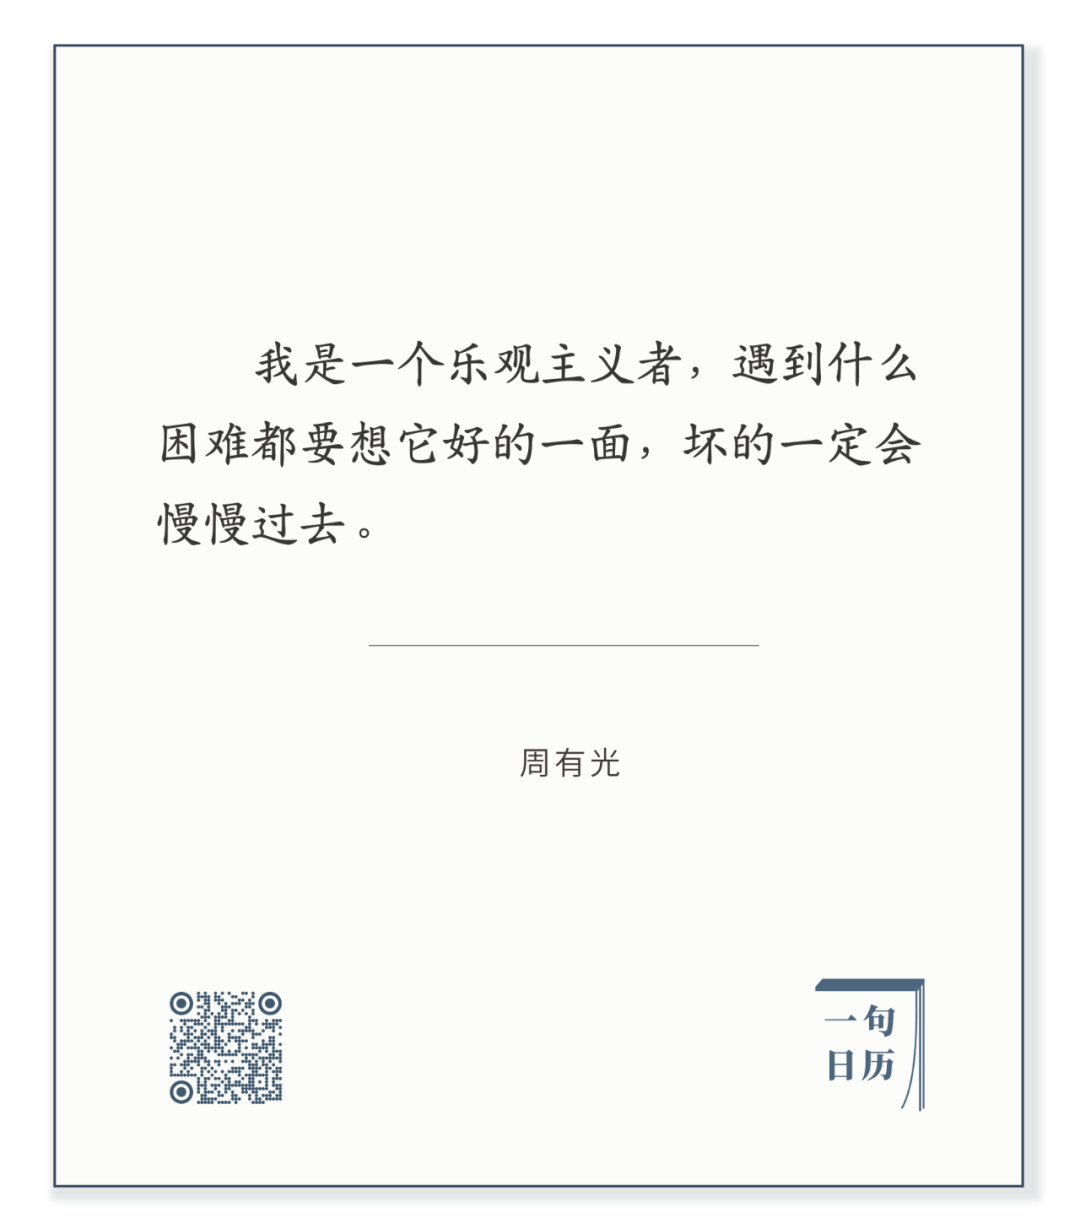 我是一个乐观主义者，遇到什么
困难都要想它好的一面，坏的一定会
慢慢过去。
周有光
一句
日历